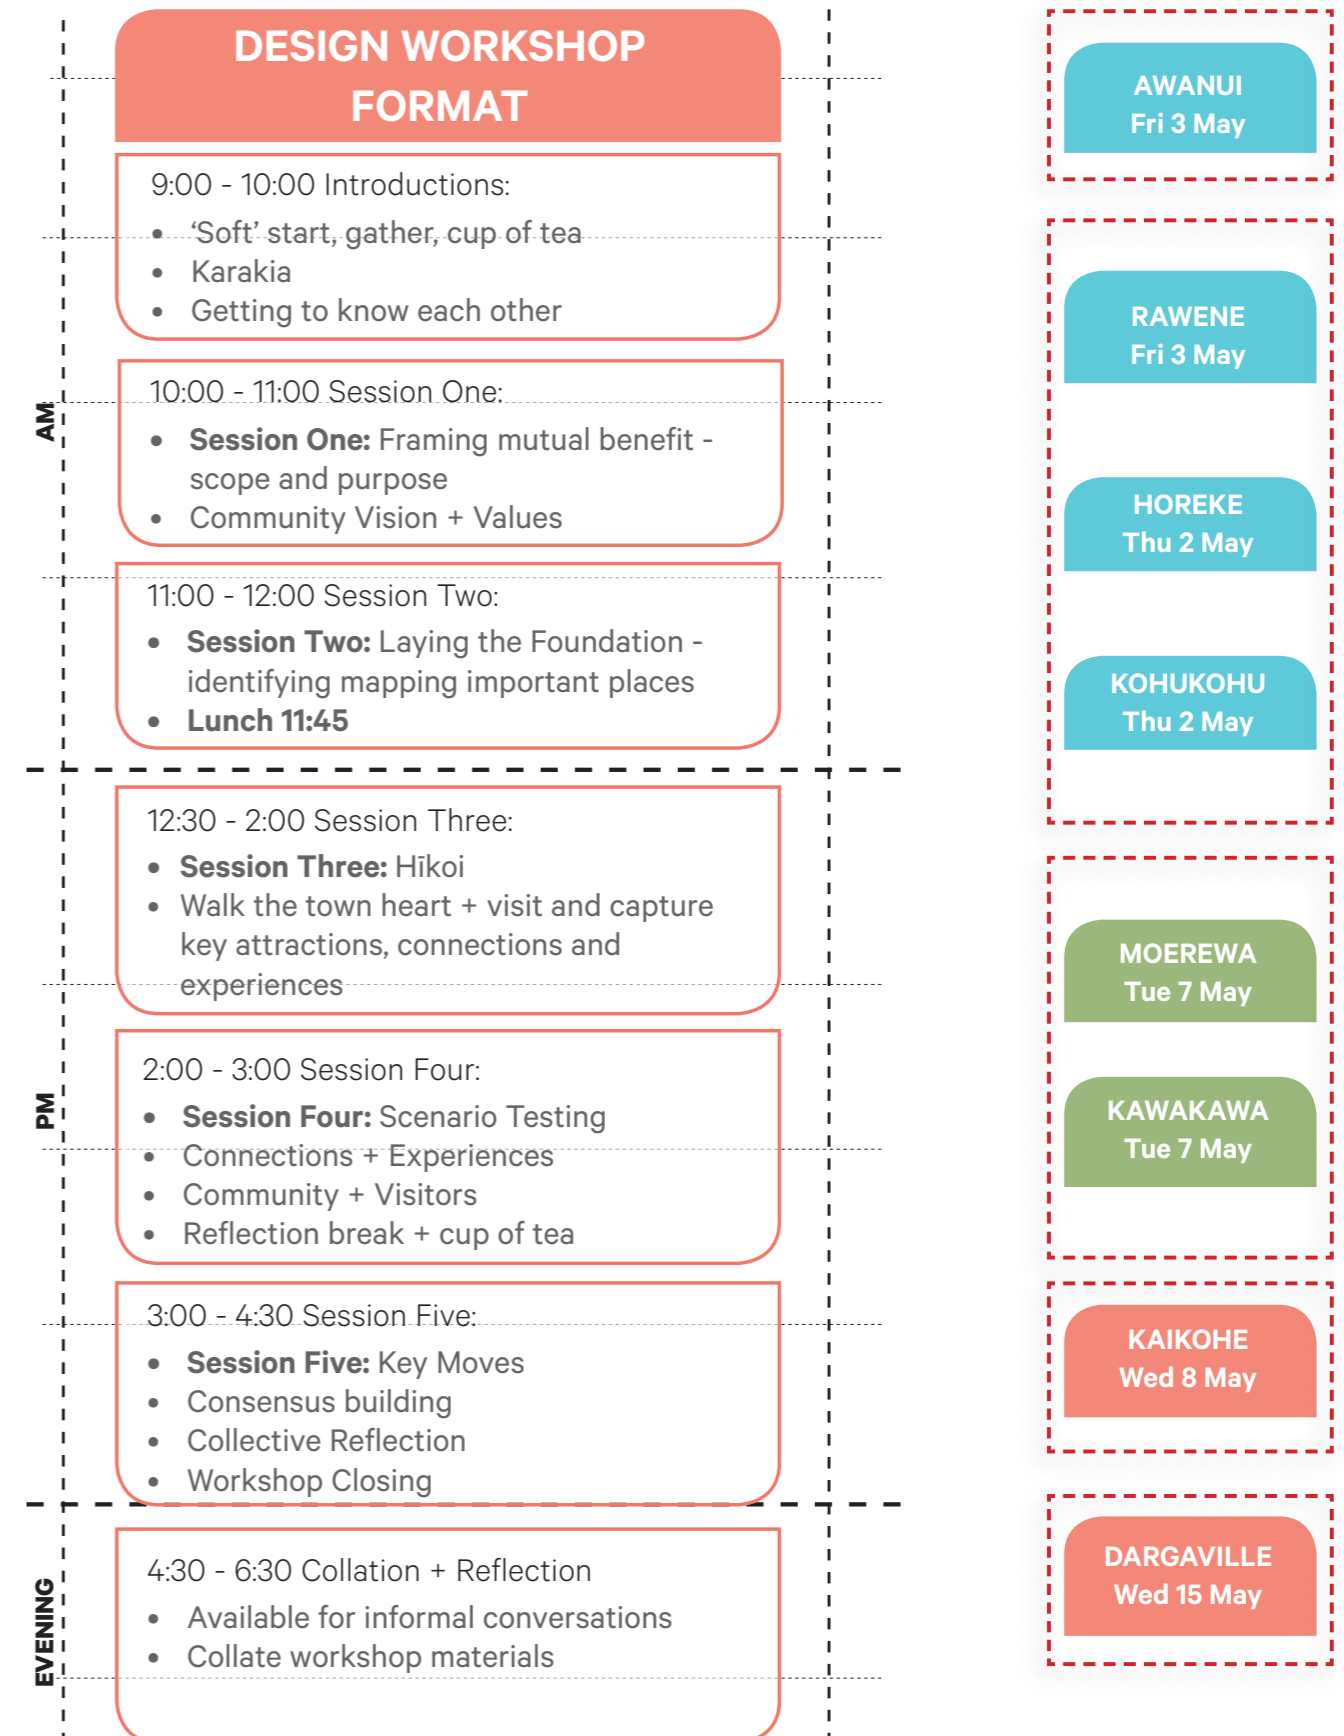 DESIGN WORKSHOP
FORMAT
AM
9:00 - 10:00 Introductions:
• ‘Soft’ start, gather, cup of tea
• Karakia
• Getting to know each other
10:00 - 11:00 Session One:
• Session One: Framing mutual benefit -
scope and purpose
• Community Vision + Values
11:00 - 12:00 Session Two:
• Session Two: Laying the Foundation -
identifying mapping important places
• Lunch 11:45
PM
12:30 - 2:00 Session Three:
• Session Three: Hīkoi
• Walk the town heart + visit and capture
key attractions, connections and
experiences
2:00 - 3:00 Session Four:
• Session Four: Scenario Testing
• Connections + Experiences
• Community + Visitors
• Reflection break + cup of tea
3:00 - 4:30 Session Five:
• Session Five: Key Moves
• Consensus building
• Collective Reflection
• Workshop Closing
EVENING
4:30 - 6:30 Collation + Reflection
• Available for informal conversations
• Collate workshop materials
AWANUI
Fri 3 May
RAWENE
Fri 3 May
HOREKE
Thu 2 May
KOHUKOHU
Thu 2 May
MOEREWA
Tue 7 May
KAWAKAWA
Tue 7 May
KAIKOHE
Wed 8 May
DARGAVILLE
Wed 15 May